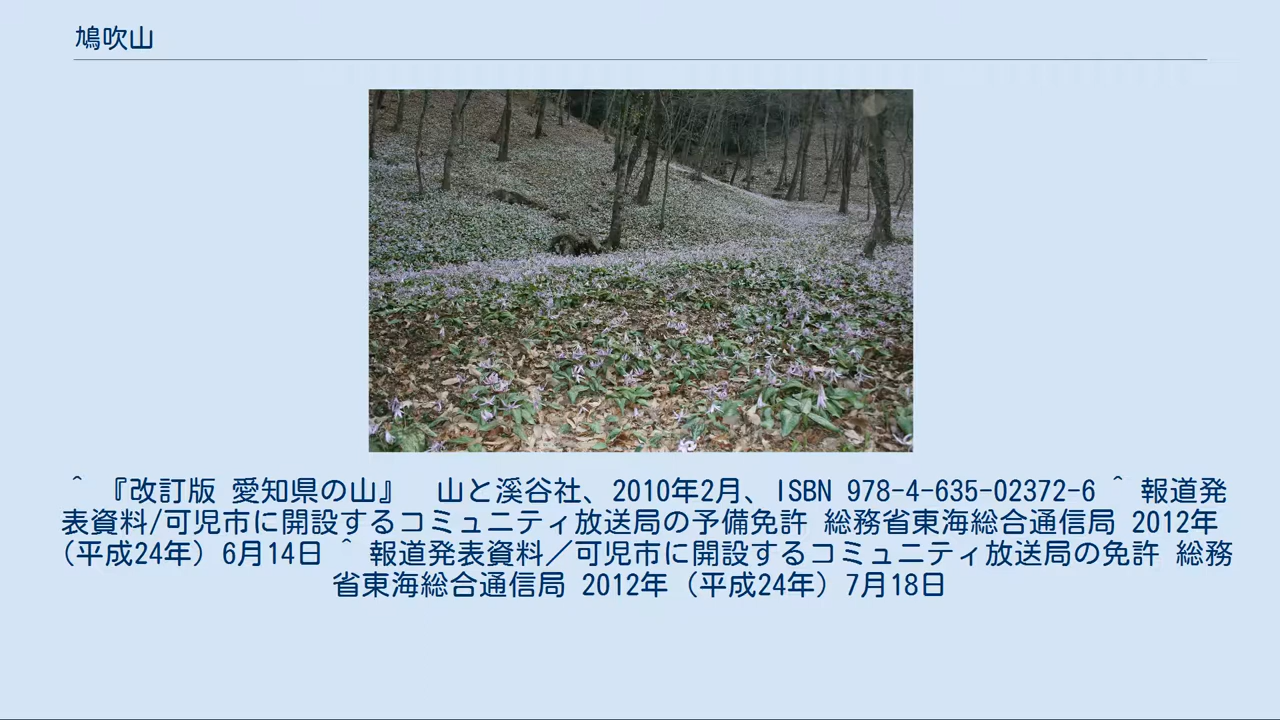 鳩吹山
^ 『改訂版 愛知県の山』　山と溪谷社、2010年2月、ISBN 978-4-635-02372-6 ^ 報道発
表資料/可児市に開設するコミュニティ放送局の予備免許 総務省東海総合通信局 2012年
（平成24年）6月14日 ^ 報道発表資料／可児市に開設するコミュニティ放送局の免許 総務
省東海総合通信局 2012年（平成24年）7月18日